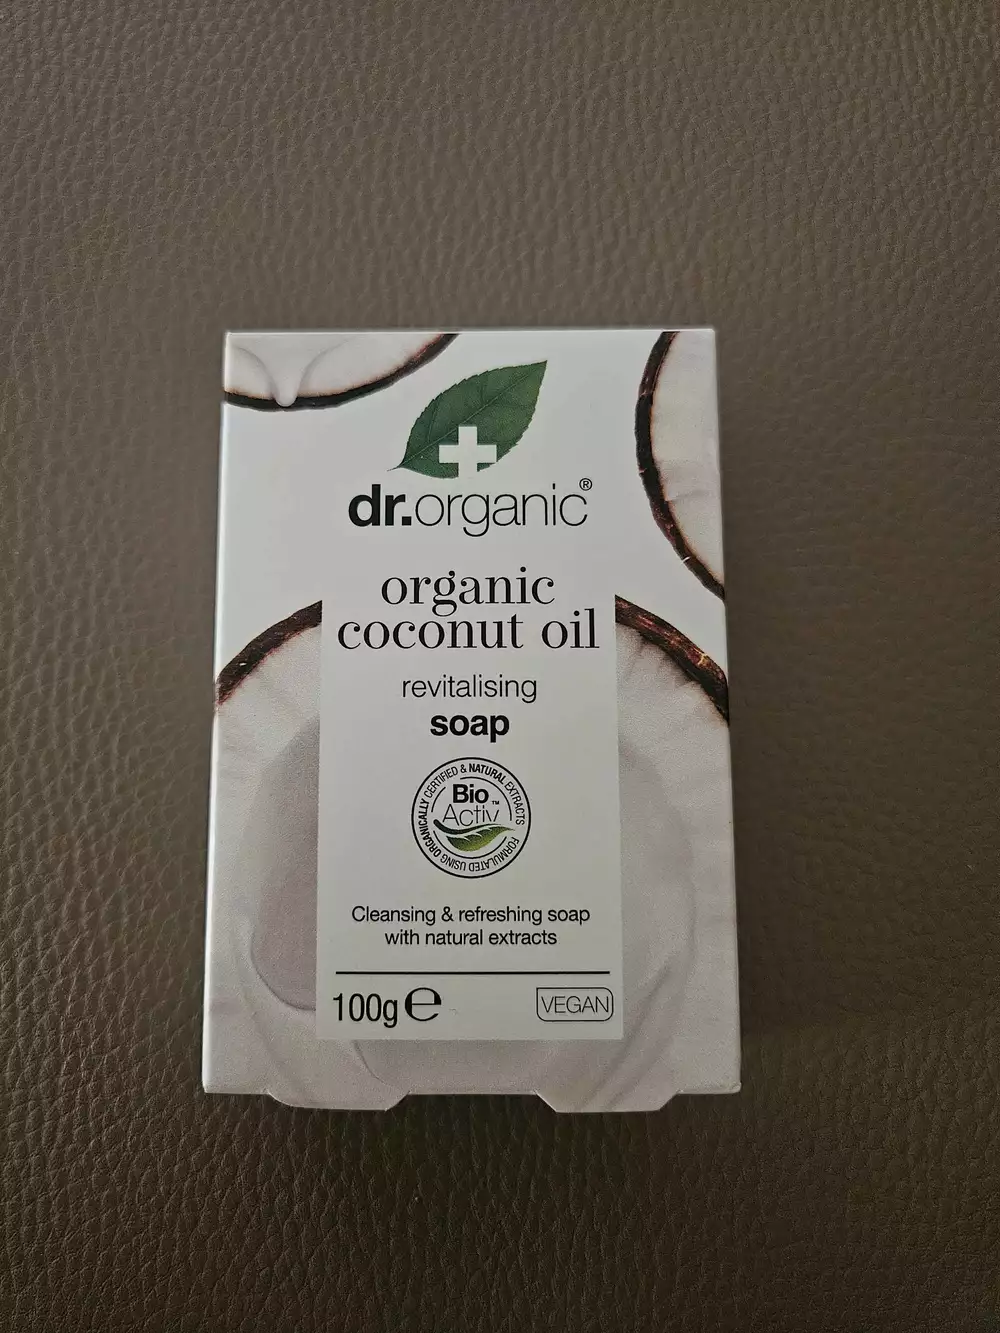 dr.organic®
organic
coconut oil
revitalising
soap
FORMULATED USING ORGANICALLY CERTIFIED & NATURAL EXTRACTS
Bio
Activ™
Cleansing & refreshing soap
with natural extracts
100g ℮
VEGAN